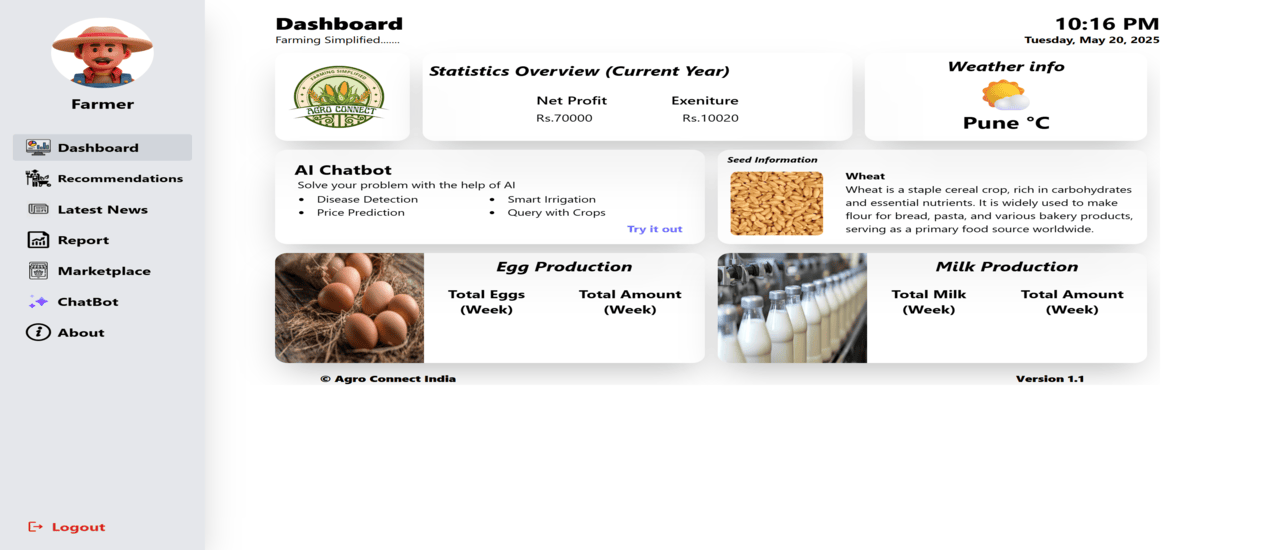 Farmer
Dashboard
Recommendations
Latest News
Report
Marketplace
ChatBot
About
Logout
Dashboard
Farming Simplified.......
10:16 PM
Tuesday, May 20, 2025
FARMING SIMPLIFIED
AGRO CONNECT
Statistics Overview (Current Year)
Net Profit Exeniture
Rs.70000 Rs.10020
Weather info
Pune °C
AI Chatbot
Solve your problem with the help of AI
• Disease Detection • Smart Irrigation
• Price Prediction • Query with Crops
Try it out
Seed Information
Wheat
Wheat is a staple cereal crop, rich in carbohydrates
and essential nutrients. It is widely used to make
flour for bread, pasta, and various bakery products,
serving as a primary food source worldwide.
Egg Production
Total Eggs Total Amount
(Week) (Week)
Milk Production
Total Milk Total Amount
(Week) (Week)
© Agro Connect India Version 1.1